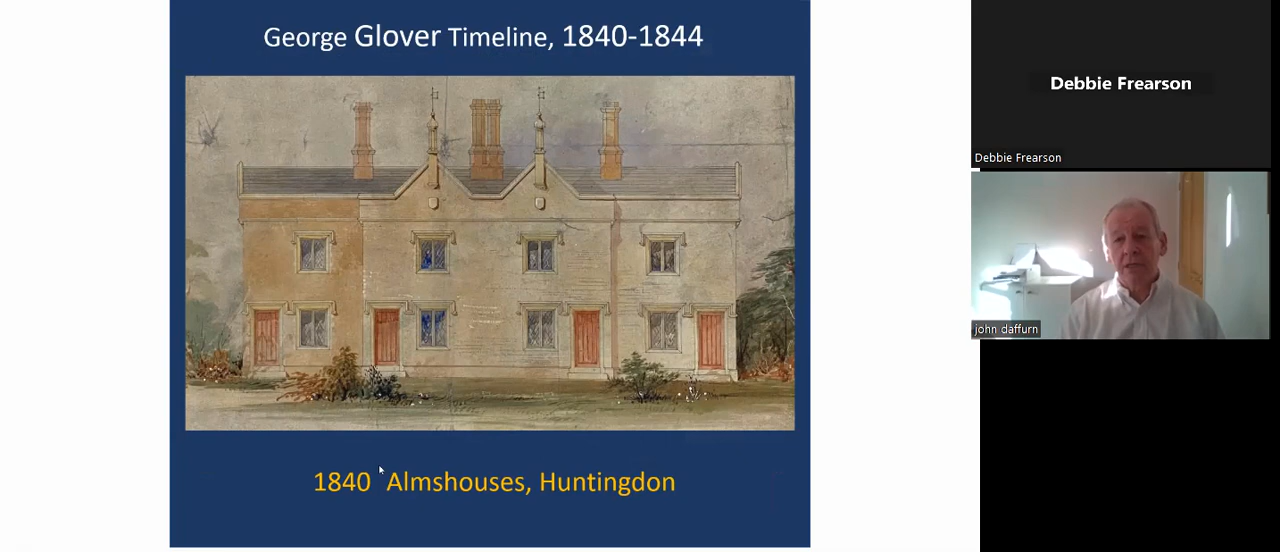 George Glover Timeline, 1840-1844
1840 Almshouses, Huntingdon
Debbie Frearson
Debbie Frearson
john daffurn